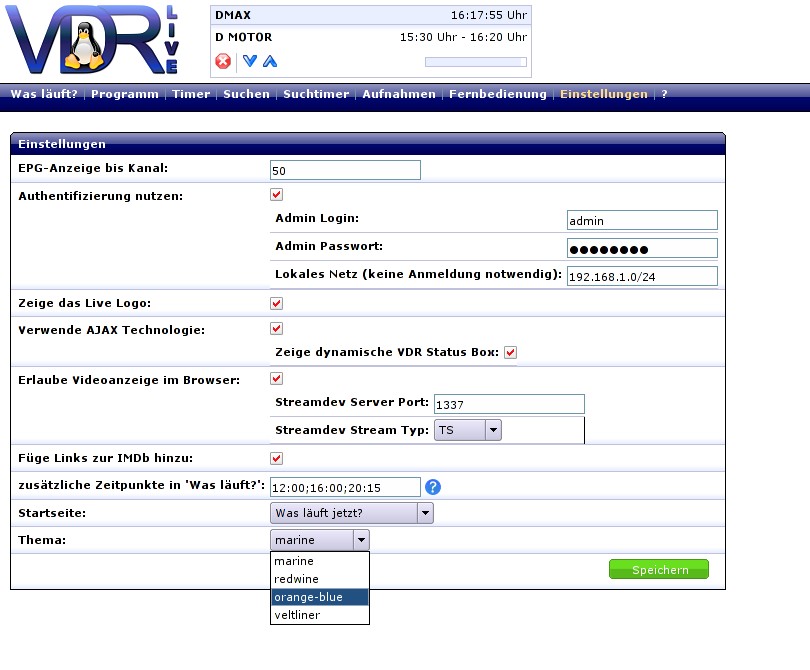 VDR LIVE
DMAX 16:17:55 Uhr
D MOTOR 15:30 Uhr - 16:20 Uhr
Was läuft? Programm Timer Suchen Suchtimer Aufnahmen Fernbedienung Einstellungen ?
Einstellungen
EPG-Anzeige bis Kanal: 50
Authentifizierung nutzen:
Admin Login: admin
Admin Passwort: ●●●●●●●●
Lokales Netz (keine Anmeldung notwendig): 192.168.1.0/24
Zeige das Live Logo:
Verwende AJAX Technologie:
Zeige dynamische VDR Status Box:
Erlaube Videoanzeige im Browser:
Streamdev Server Port: 1337
Streamdev Stream Typ: TS
Füge Links zur IMDb hinzu:
zusätzliche Zeitpunkte in 'Was läuft?': 12:00;16:00;20:15 ?
Startseite: Was läuft jetzt?
Thema: marine
marine
redwine
orange-blue
veltliner
Speichern